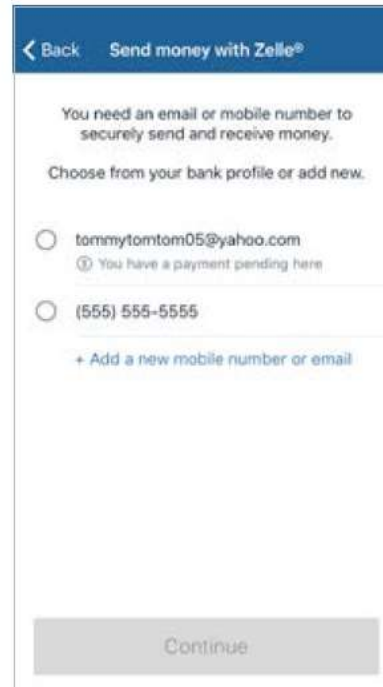 Back Send money with Zelle®
You need an email or mobile number to
securely send and receive money.
Choose from your bank profile or add new.
tommytomtom05@yahoo.com
You have a payment pending here
(555) 555-5555
+ Add a new mobile number or email
Continue